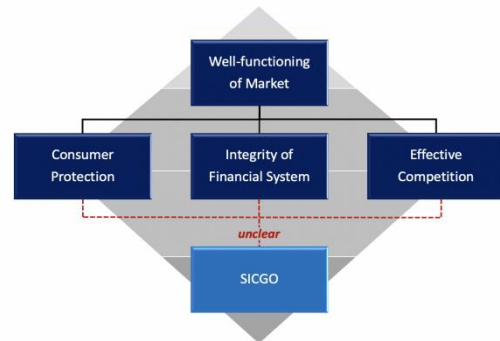 Well-functioning
of Market
Consumer
Protection
Integrity of
Financial System
Effective
Competition
unclear
SICGO